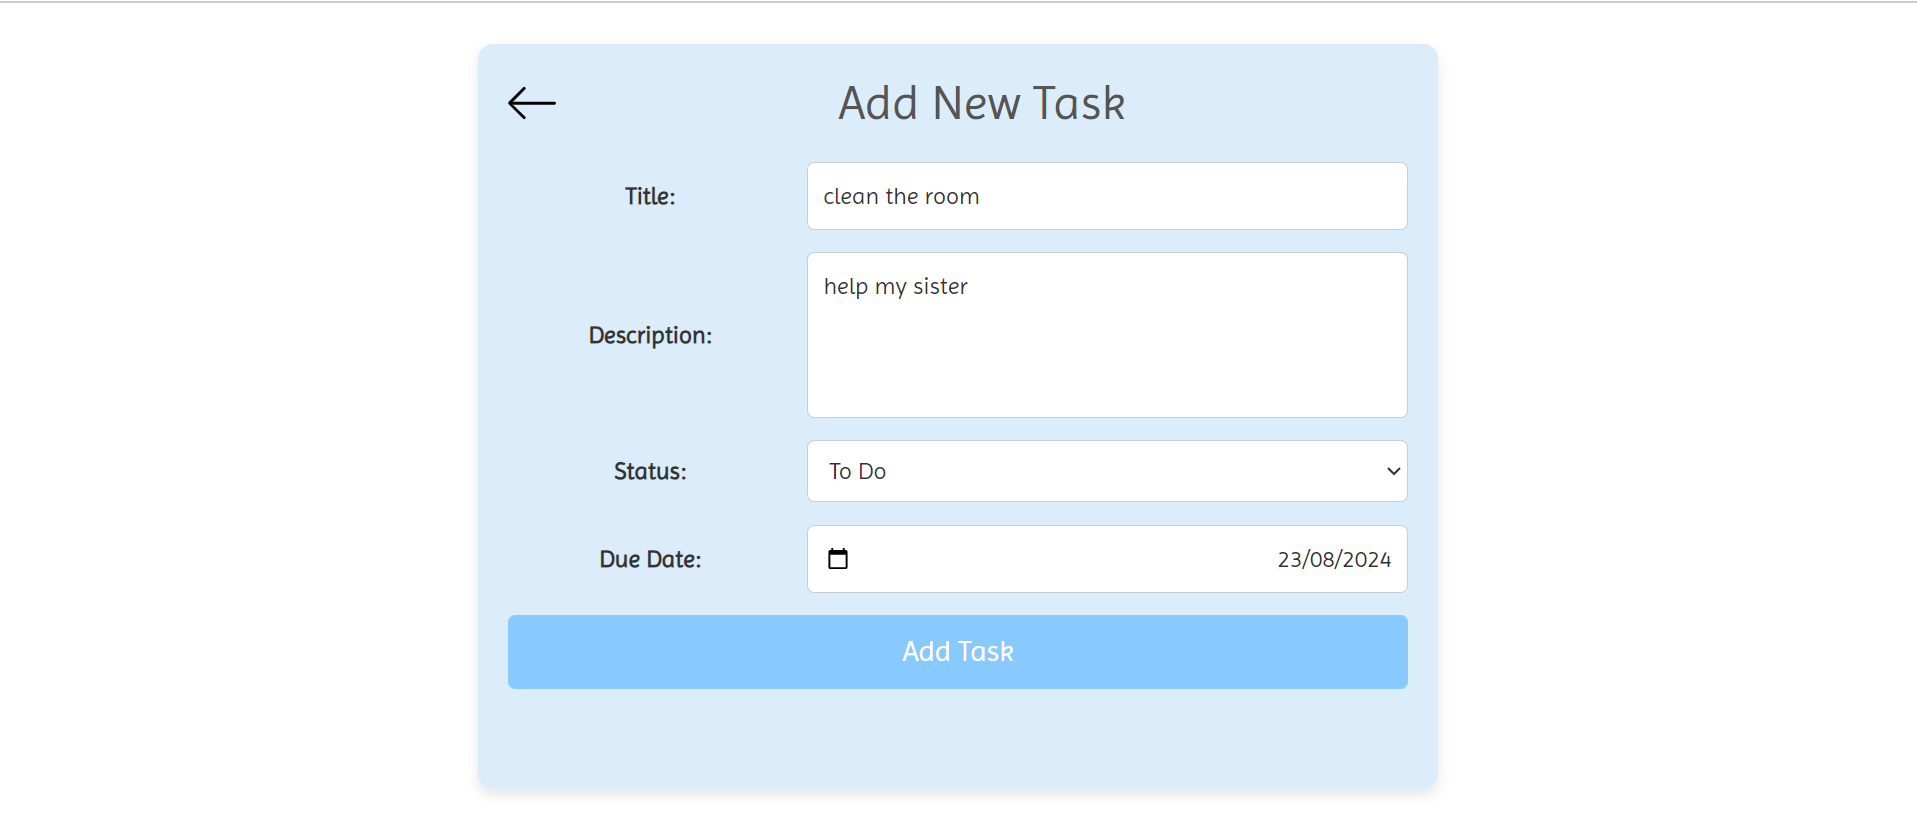 Add New Task
Title:
clean the room
Description:
help my sister
Status:
To Do
Due Date:
23/08/2024
Add Task